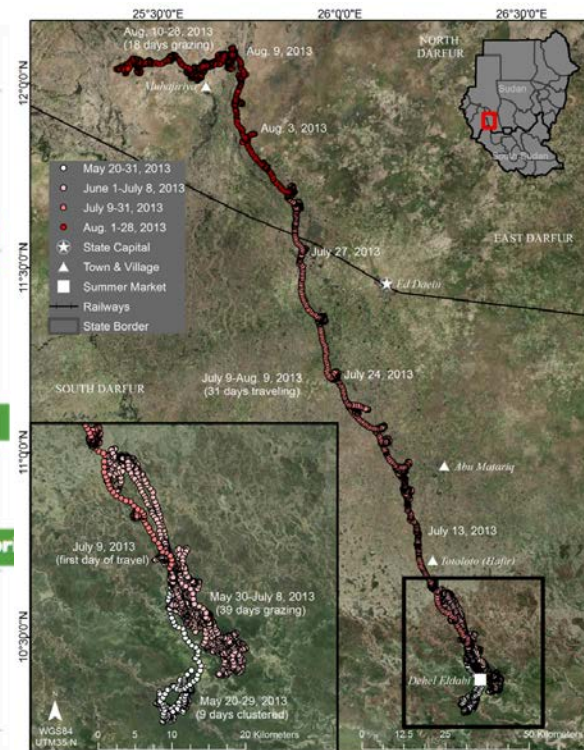 25°30'0"E
26°0'0"E
26°30'0"E
12°0'0"N
11°30'0"N
11°0'0"N
10°30'0"N
Aug. 10-28, 2013
(18 days grazing)
Aug. 9, 2013
NORTH
DARFUR
Muhajiriya
Sudan
South Sudan
Aug. 3, 2013
May 20-31, 2013
June 1-July 8, 2013
July 9-31, 2013
Aug. 1-28, 2013
State Capital
Town & Village
Summer Market
Railways
State Border
EAST DARFUR
July 27, 2013
Ed Daein
SOUTH DARFUR
July 9-Aug. 9, 2013
(31 days traveling)
July 24, 2013
Abu Matariq
July 13, 2013
Totoloto (Hafir)
July 9, 2013
(first day of travel)
May 30-July 8, 2013
(39 days grazing)
Dehel Eldabi
May 20-29, 2013
(9 days clustered)
WGS84
UTM35 N
0 5 10 20 Kilometers
0 12.5 25 50 Kilometers